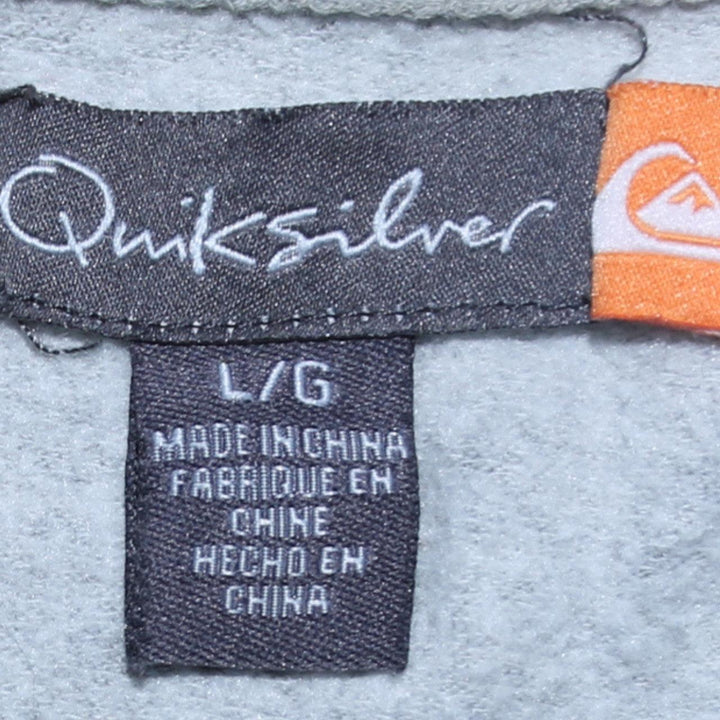 Quiksilver
L/G
MADE IN CHINA
FABRIQUE EN
CHINE
HECHO EN
CHINA